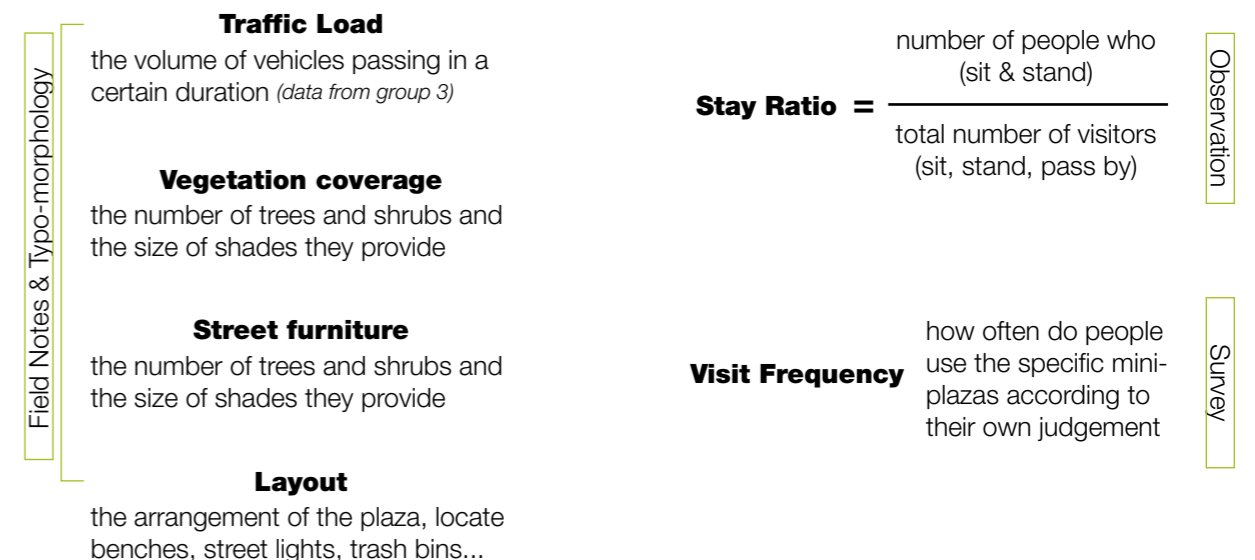 Field Notes & Typo-morphology
Traffic Load
the volume of vehicles passing in a
certain duration (data from group 3)
Vegetation coverage
the number of trees and shrubs and
the size of shades they provide
Street furniture
the number of trees and shrubs and
the size of shades they provide
Layout
the arrangement of the plaza, locate
benches, street lights, trash bins...
Stay Ratio =
number of people who
(sit & stand)
total number of visitors
(sit, stand, pass by)
Observation
Visit Frequency
how often do people
use the specific mini-
plazas according to
their own judgement
Survey